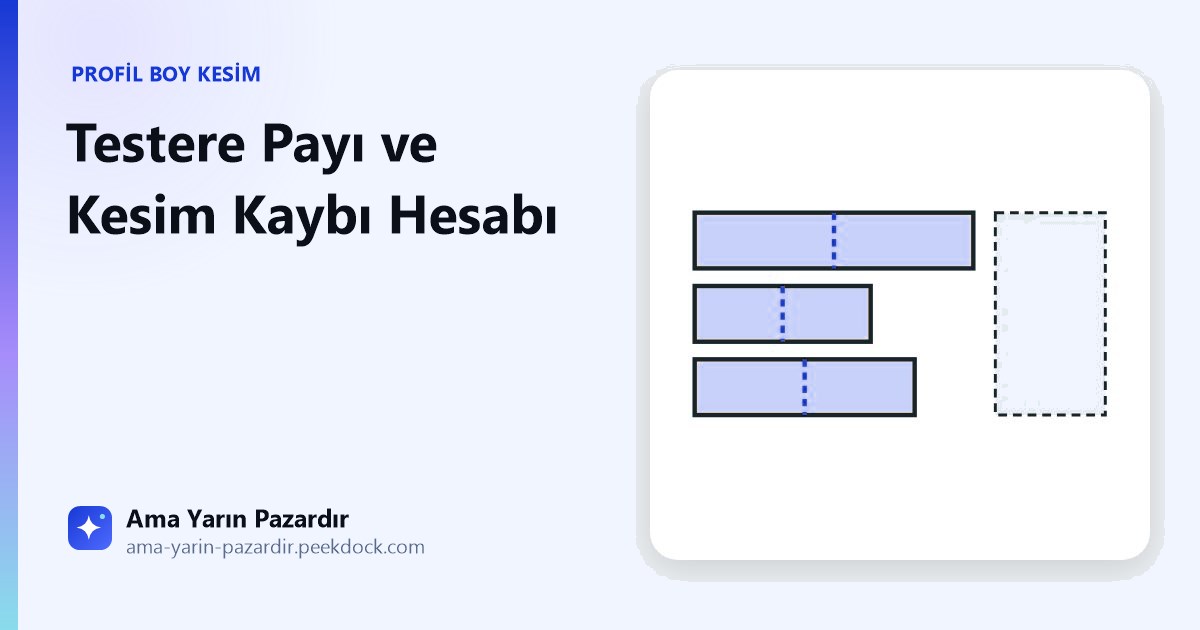 PROFİL BOY KESİM
Testere Payı ve
Kesim Kaybı Hesabı
Ama Yarın Pazardır
ama-yarin-pazardir.peekdock.com